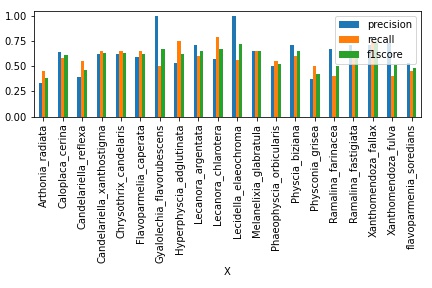 precision
recall
f1score
1.00
0.75
0.50
0.25
0.00
Arthonia_radiata
Caloplaca_cerina
Candelariella_reflexa
Candelariella_xanthostigma
Chrysothrix_candelaris
Flavoparmelia_caperata
Gyalolechia_flavorubescens
Hyperphyscia_adglutinata
Lecanora_argentata
Lecanora_chlarotera
Lecidella_elaeochroma
Melanelixia_glabratula
Phaeophyscia_orbicularis
Physcia_biziana
Physconia_grisea
Ramalina_farinacea
Ramalina_fastigiata
Xanthomendoza_fallax
Xanthomendoza_fulva
flavoparmenia_soredians
X